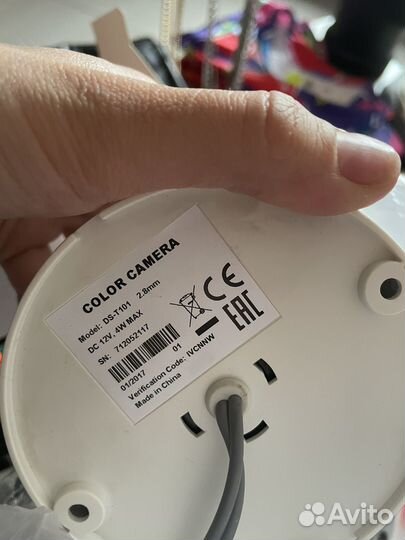 COLOR CAMERA
Model: DS-T101 2.8mm
DC 12V, 4W MAX
SN: 712052117
01/2017
01
Verification Code: IVCNNW
Made in China
CE
EAC
Avito